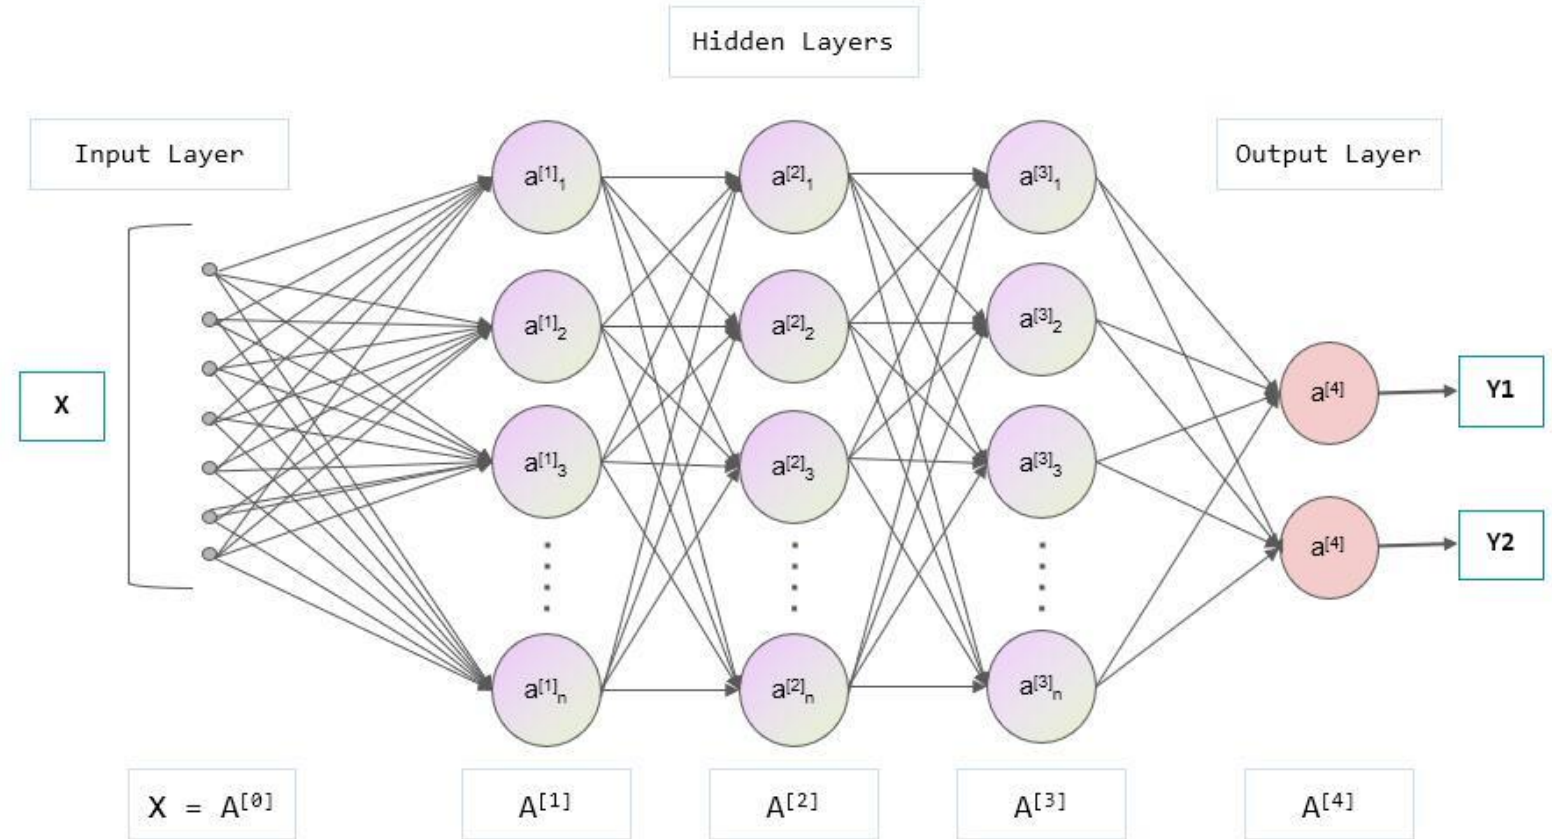 Hidden Layers
Input Layer
Output Layer
X
a[1]1
a[2]1
a[3]1
a[1]2
a[2]2
a[3]2
a[1]3
a[2]3
a[3]3
a[1]n
a[2]n
a[3]n
a[4]
Y1
a[4]
Y2
X = A[0]
A[1]
A[2]
A[3]
A[4]